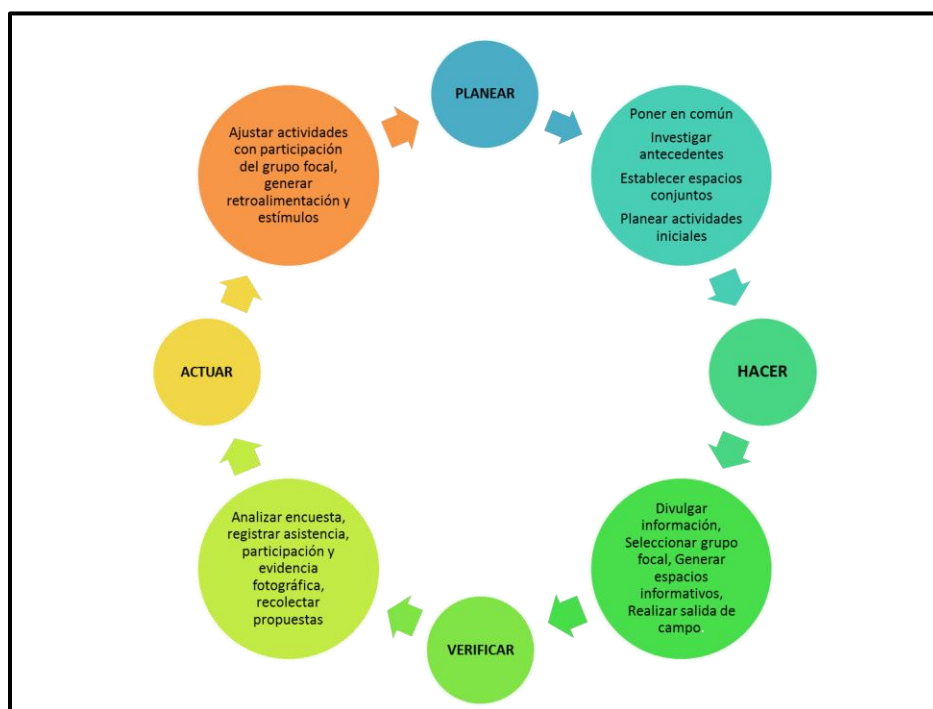 PLANEAR
Poner en común
Investigar
antecedentes
Establecer espacios
conjuntos
Planear actividades
iniciales
HACER
Divulgar
información,
Seleccionar grupo
focal, Generar
espacios
informativos,
Realizar salida de
campo.
VERIFICAR
Analizar encuesta,
registrar asistencia,
participación y
evidencia
fotográfica,
recolectar
propuestas
ACTUAR
Ajustar actividades
con participación
del grupo focal,
generar
retroalimentación y
estímulos